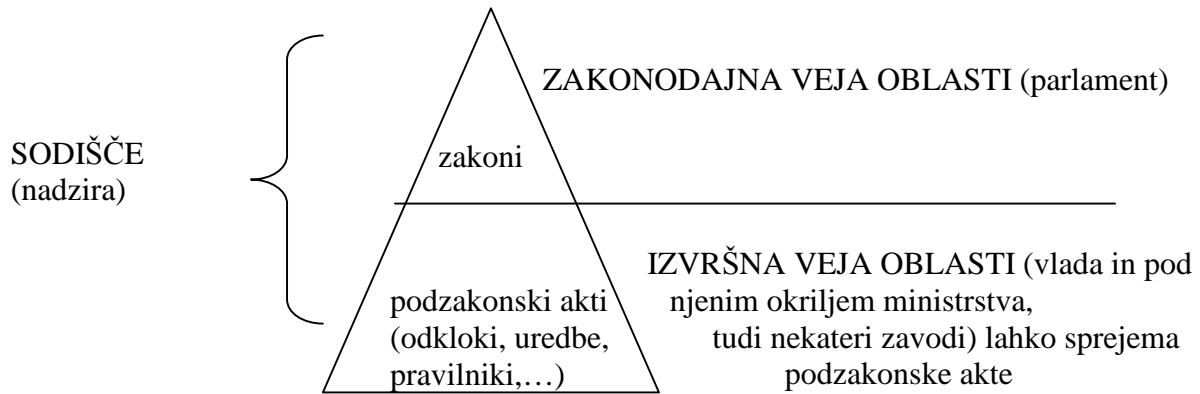 ZAKONODAJNA VEJA OBLASTI (parlament)
SODIŠČE
(nadzira)
zakoni
IZVRŠNA VEJA OBLASTI (vlada in pod
njenim okriljem ministrstva,
tudi nekateri zavodi) lahko sprejema
podzakonske akte
podzakonski akti
(odkloki, uredbe,
pravilniki,…)